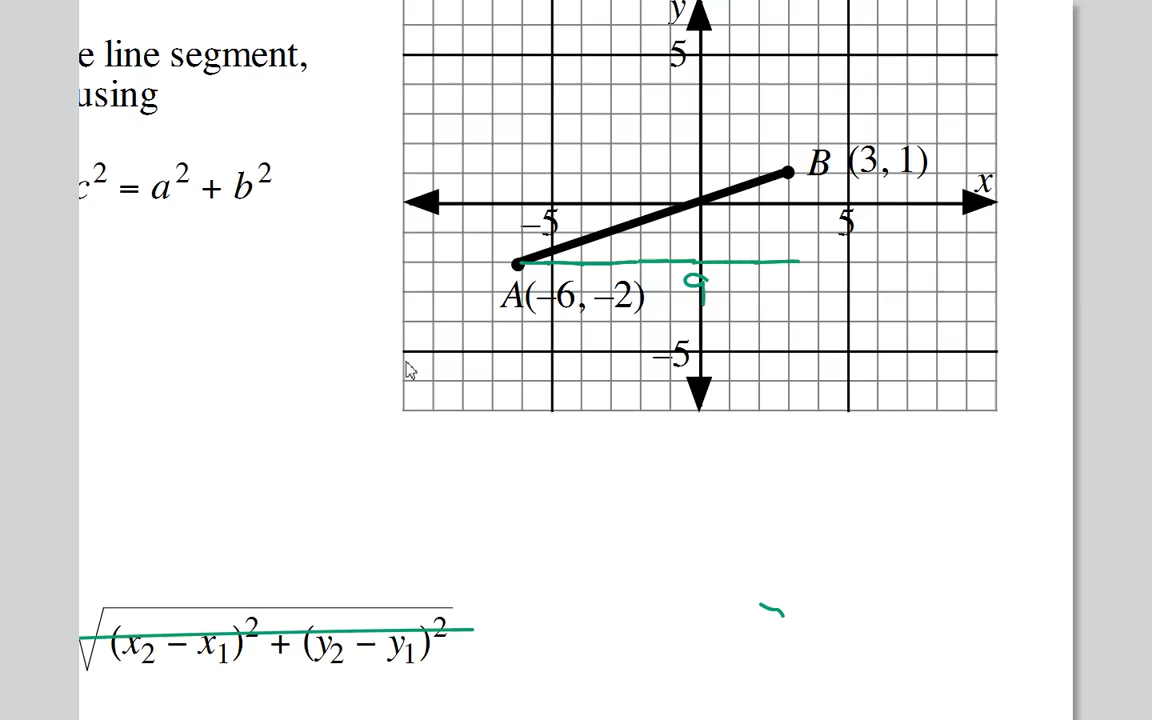 e line segment,
using
c² = a² + b²
y
5
B (3, 1)
x
–5
5
A(–6, –2)
9
–5
√(x₂ – x₁)² + (y₂ – y₁)²